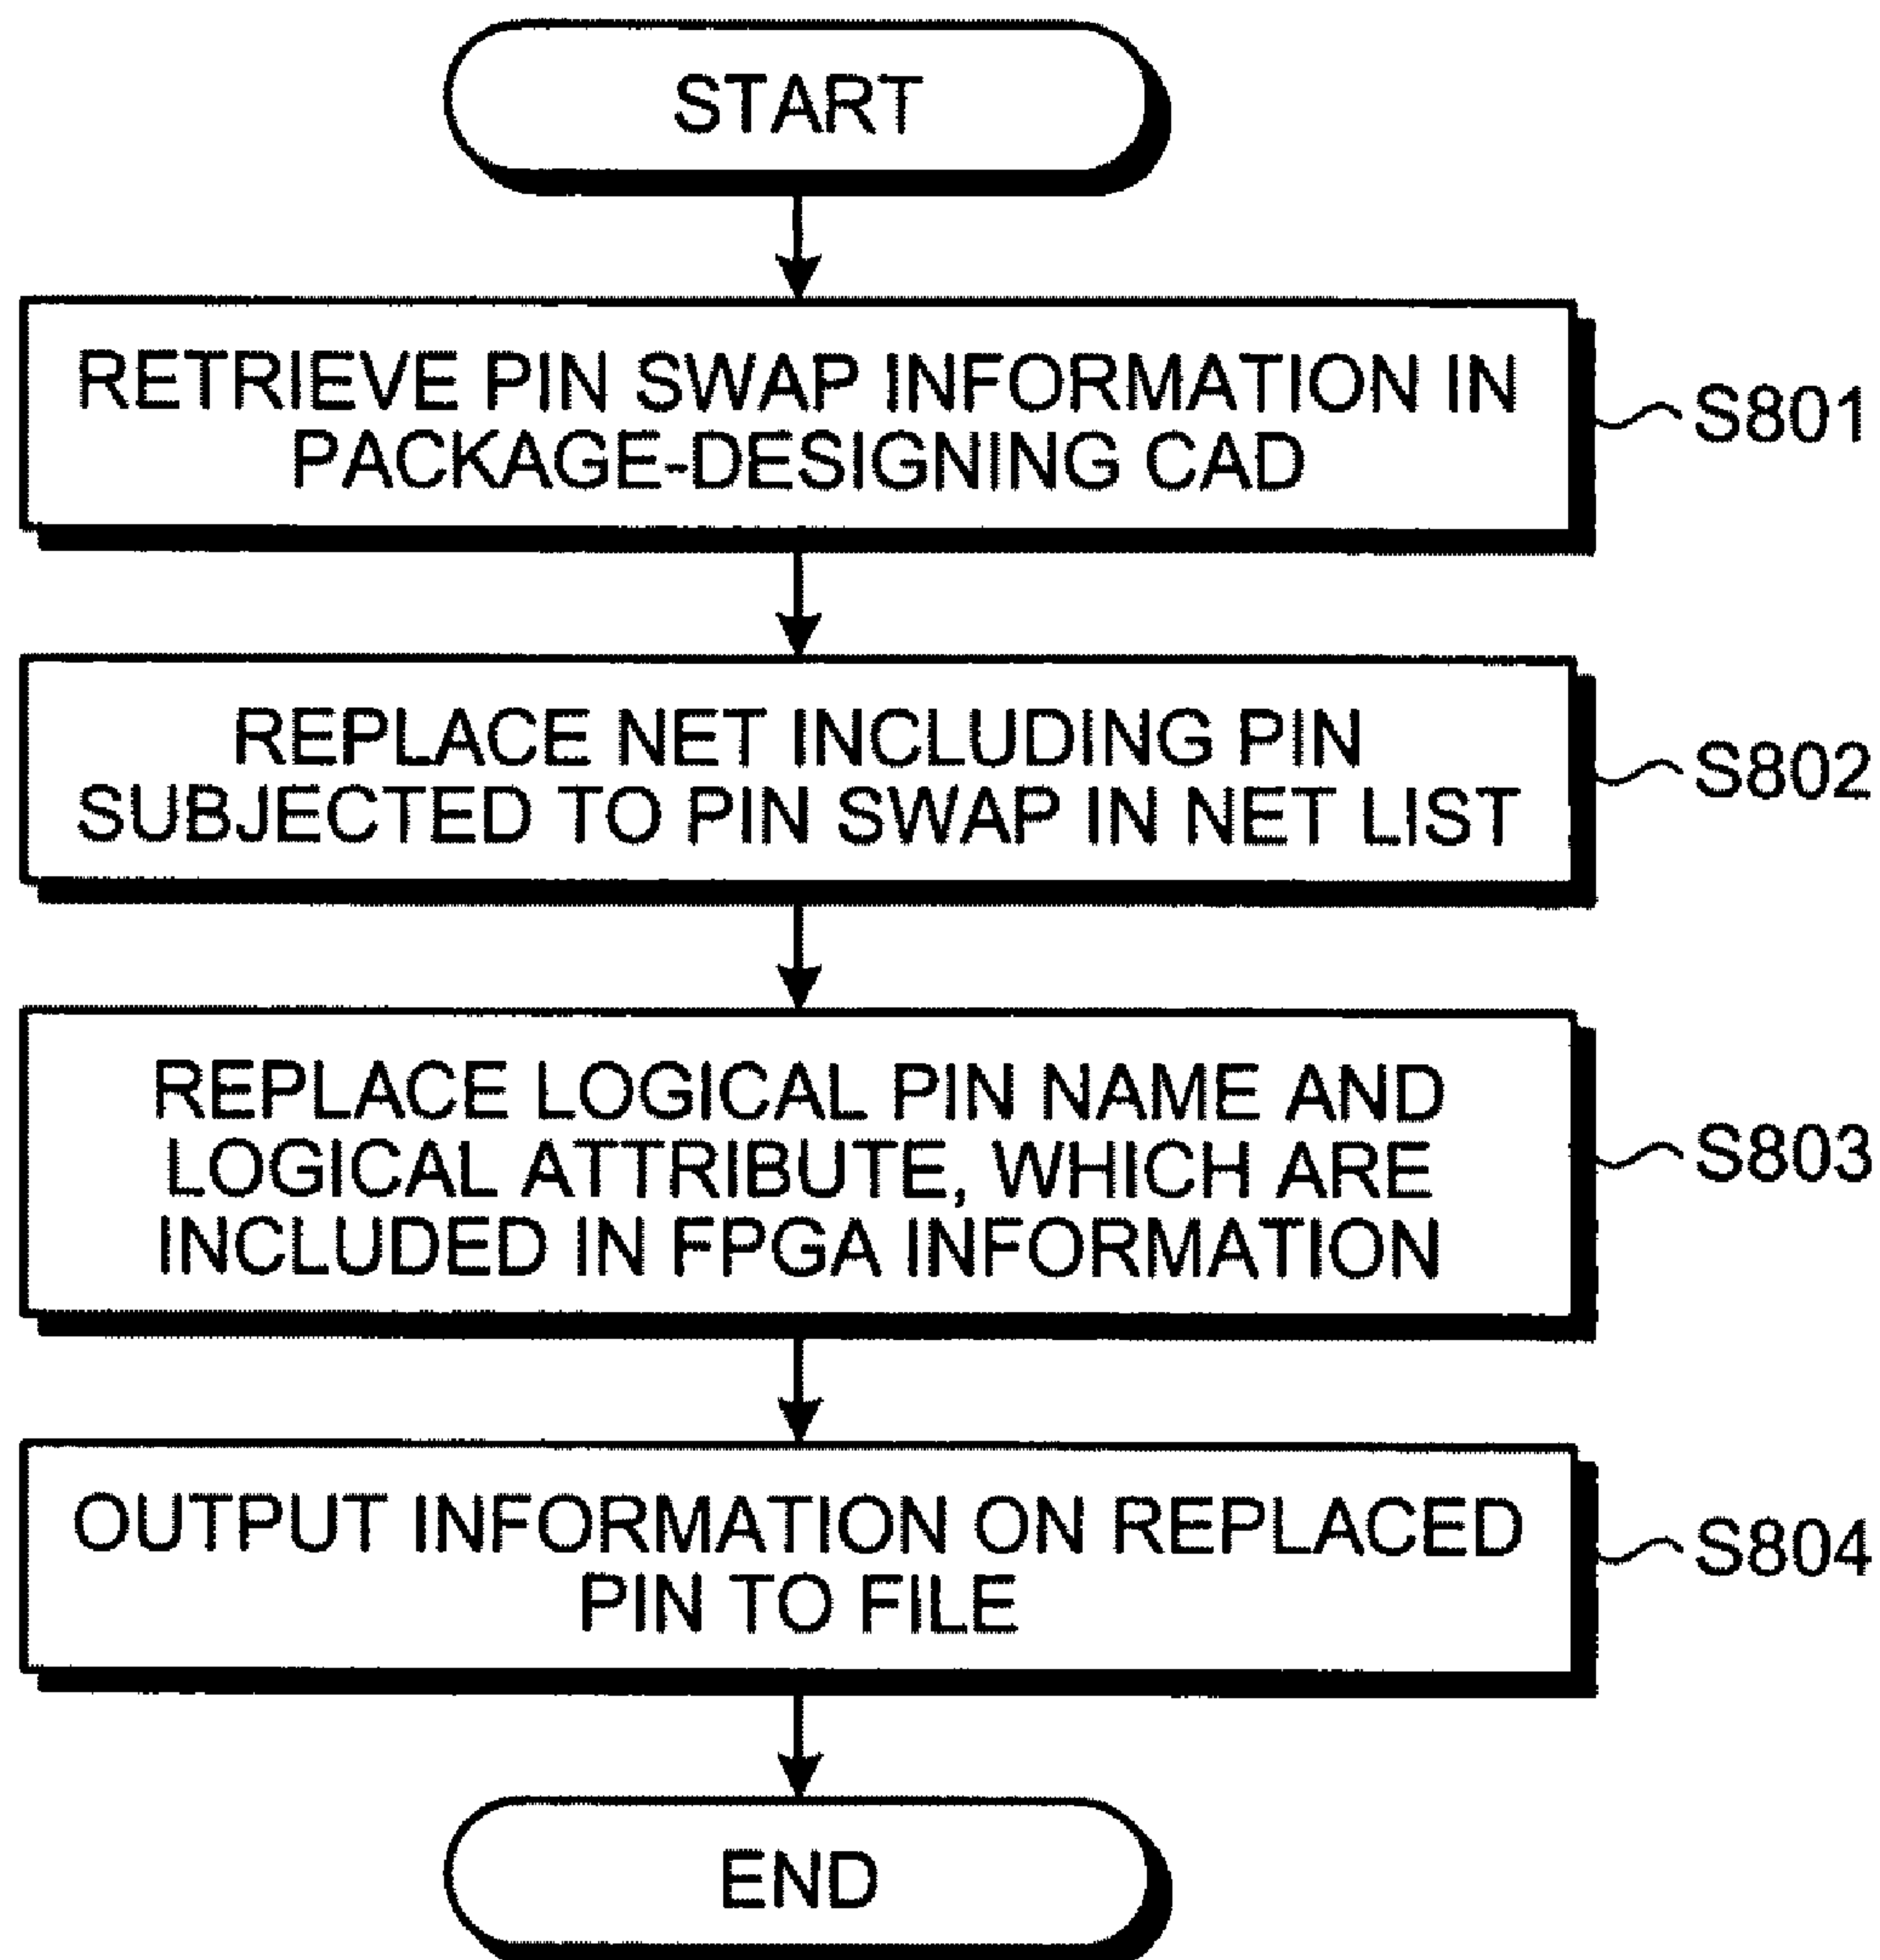 START
RETRIEVE PIN SWAP INFORMATION IN
PACKAGE-DESIGNING CAD
S801
REPLACE NET INCLUDING PIN
SUBJECTED TO PIN SWAP IN NET LIST
S802
REPLACE LOGICAL PIN NAME AND
LOGICAL ATTRIBUTE, WHICH ARE
INCLUDED IN FPGA INFORMATION
S803
OUTPUT INFORMATION ON REPLACED
PIN TO FILE
S804
END